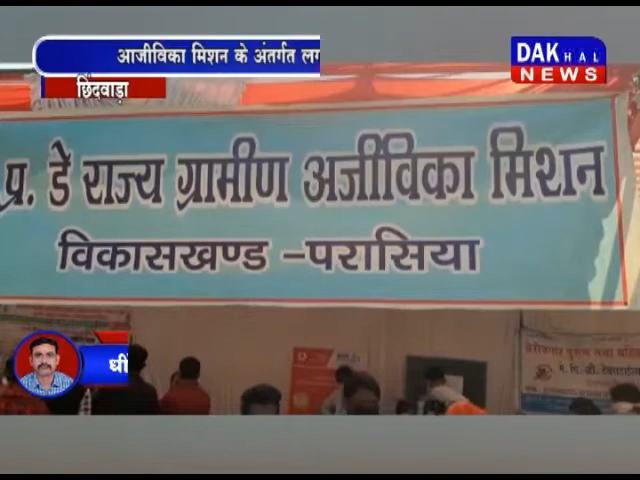 आजीविका मिशन के अंतर्गत लग
DAKHAL
NEWS
छिंदवाड़ा
प्र. डे राज्य ग्रामीण अजीविका मिशन
विकासखण्ड -परासिया
धी